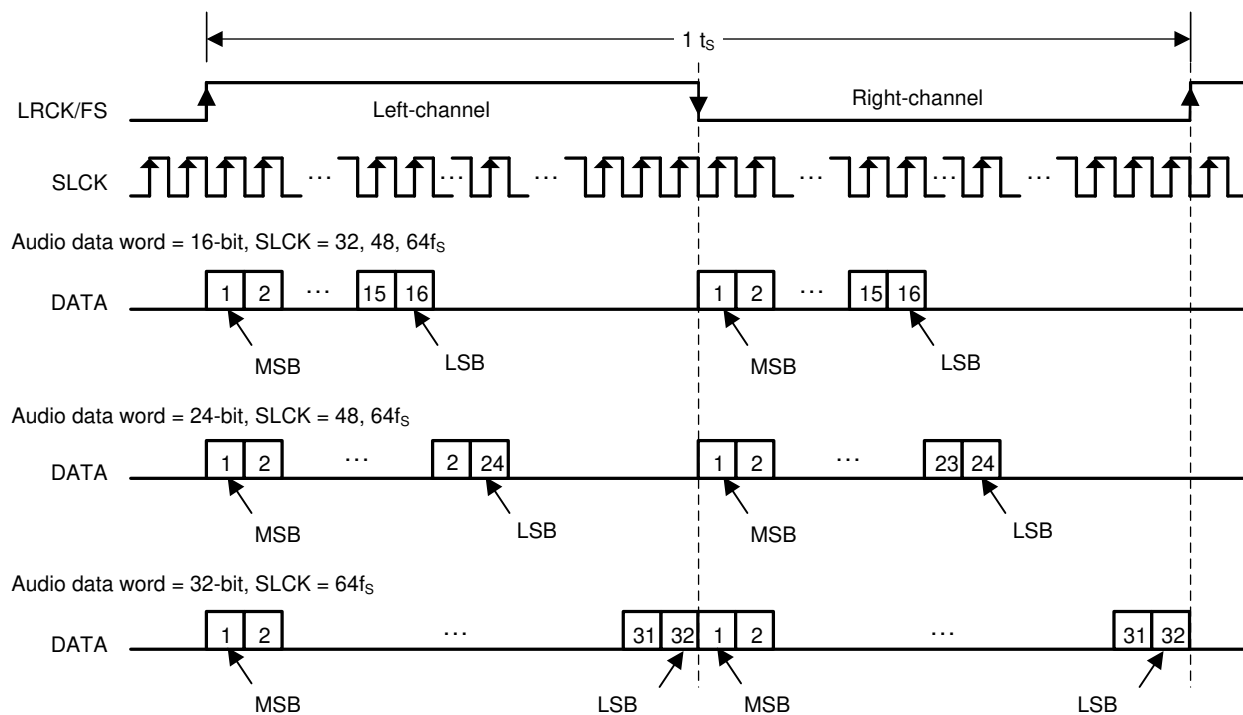 1 tS
LRCK/FS
Left-channel
Right-channel
SLCK
... ... ... ... ... ...
Audio data word = 16-bit, SLCK = 32, 48, 64fS
DATA
1 2 ... 15 16 1 2 ... 15 16
MSB LSB MSB LSB
Audio data word = 24-bit, SLCK = 48, 64fS
DATA
1 2 ... 2 24 1 2 ... 23 24
MSB LSB MSB LSB
Audio data word = 32-bit, SLCK = 64fS
DATA
1 2 ... 31 32 1 2 ... 31 32
MSB LSB MSB LSB